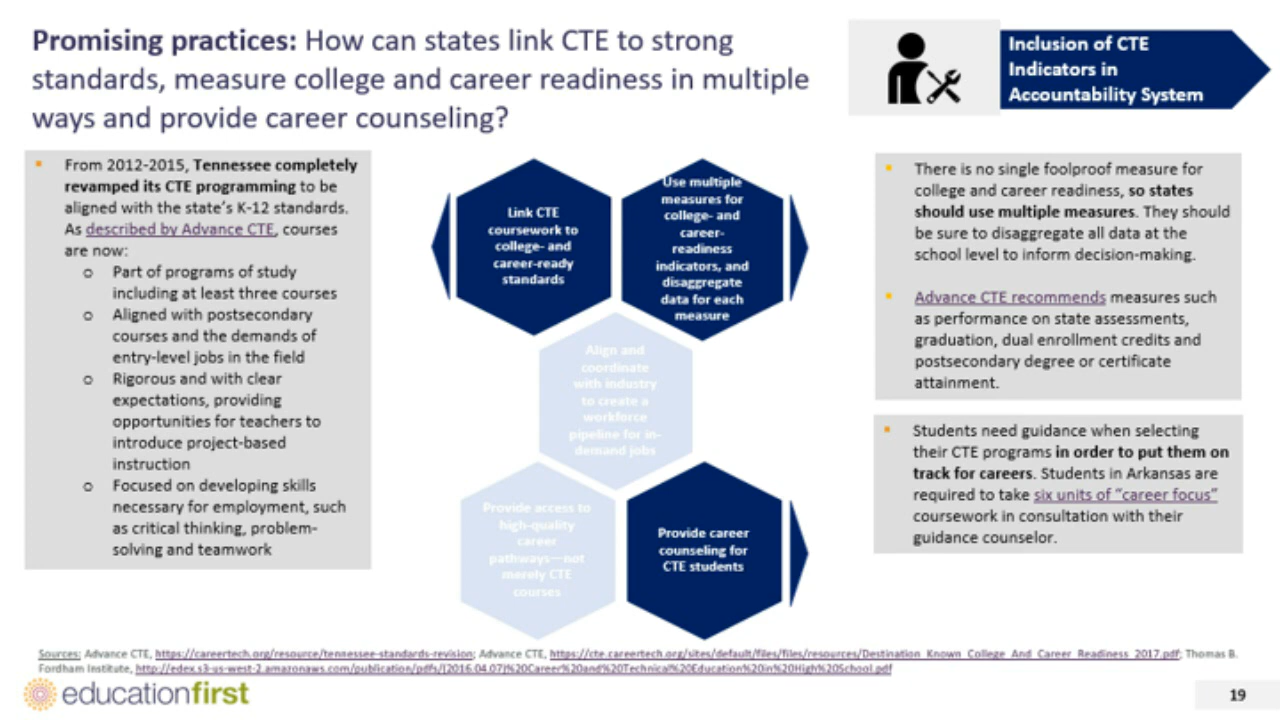 Promising practices: How can states link CTE to strong
standards, measure college and career readiness in multiple
ways and provide career counseling?
Inclusion of CTE
Indicators in
Accountability System
▪ From 2012-2015, Tennessee completely
revamped its CTE programming to be
aligned with the state’s K-12 standards.
As described by Advance CTE, courses
are now:
o Part of programs of study
including at least three courses
o Aligned with postsecondary
courses and the demands of
entry-level jobs in the field
o Rigorous and with clear
expectations, providing
opportunities for teachers to
introduce project-based
instruction
o Focused on developing skills
necessary for employment, such
as critical thinking, problem-
solving and teamwork
Link CTE
coursework to
college- and
career-ready
standards
Use multiple
measures for
college- and
career-
readiness
indicators, and
disaggregate
data for each
measure
Align and
coordinate
with industry
to create a
workforce
pipeline for in-
demand jobs
Provide access to
high-quality
career
pathways—not
merely CTE
courses
Provide career
counseling for
CTE students
▪ There is no single foolproof measure for
college and career readiness, so states
should use multiple measures. They should
be sure to disaggregate all data at the
school level to inform decision-making.
▪ Advance CTE recommends measures such
as performance on state assessments,
graduation, dual enrollment credits and
postsecondary degree or certificate
attainment.
▪ Students need guidance when selecting
their CTE programs in order to put them on
track for careers. Students in Arkansas are
required to take six units of “career focus”
coursework in consultation with their
guidance counselor.
Sources: Advance CTE, https://careertech.org/resource/tennessee-standards-revision; Advance CTE, https://cte.careertech.org/sites/default/files/files/resources/Destination_Known_College_And_Career_Readiness_2017.pdf; Thomas B.
Fordham Institute, http://edex.s3-us-west-2.amazonaws.com/publication/pdfs/[2016.04.07]%20Career%20and%20Technical%20Education%20in%20High%20School.pdf
educationfirst
19